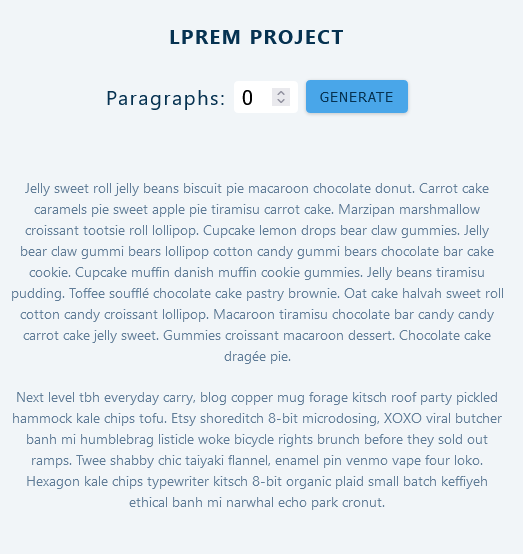 LPREM PROJECT
Paragraphs: 0 GENERATE
Jelly sweet roll jelly beans biscuit pie macaroon chocolate donut. Carrot cake
caramels pie sweet apple pie tiramisu carrot cake. Marzipan marshmallow
croissant tootsie roll lollipop. Cupcake lemon drops bear claw gummies. Jelly
bear claw gummi bears lollipop cotton candy gummi bears chocolate bar cake
cookie. Cupcake muffin danish muffin cookie gummies. Jelly beans tiramisu
pudding. Toffee soufflé chocolate cake pastry brownie. Oat cake halvah sweet roll
cotton candy croissant lollipop. Macaroon tiramisu chocolate bar candy candy
carrot cake jelly sweet. Gummies croissant macaroon dessert. Chocolate cake
dragée pie.
Next level tbh everyday carry, blog copper mug forage kitsch roof party pickled
hammock kale chips tofu. Etsy shoreditch 8-bit microdosing, XOXO viral butcher
banh mi humblebrag listicle woke bicycle rights brunch before they sold out
ramps. Twee shabby chic taiyaki flannel, enamel pin venmo vape four loko.
Hexagon kale chips typewriter kitsch 8-bit organic plaid small batch keffiyeh
ethical banh mi narwhal echo park cronut.